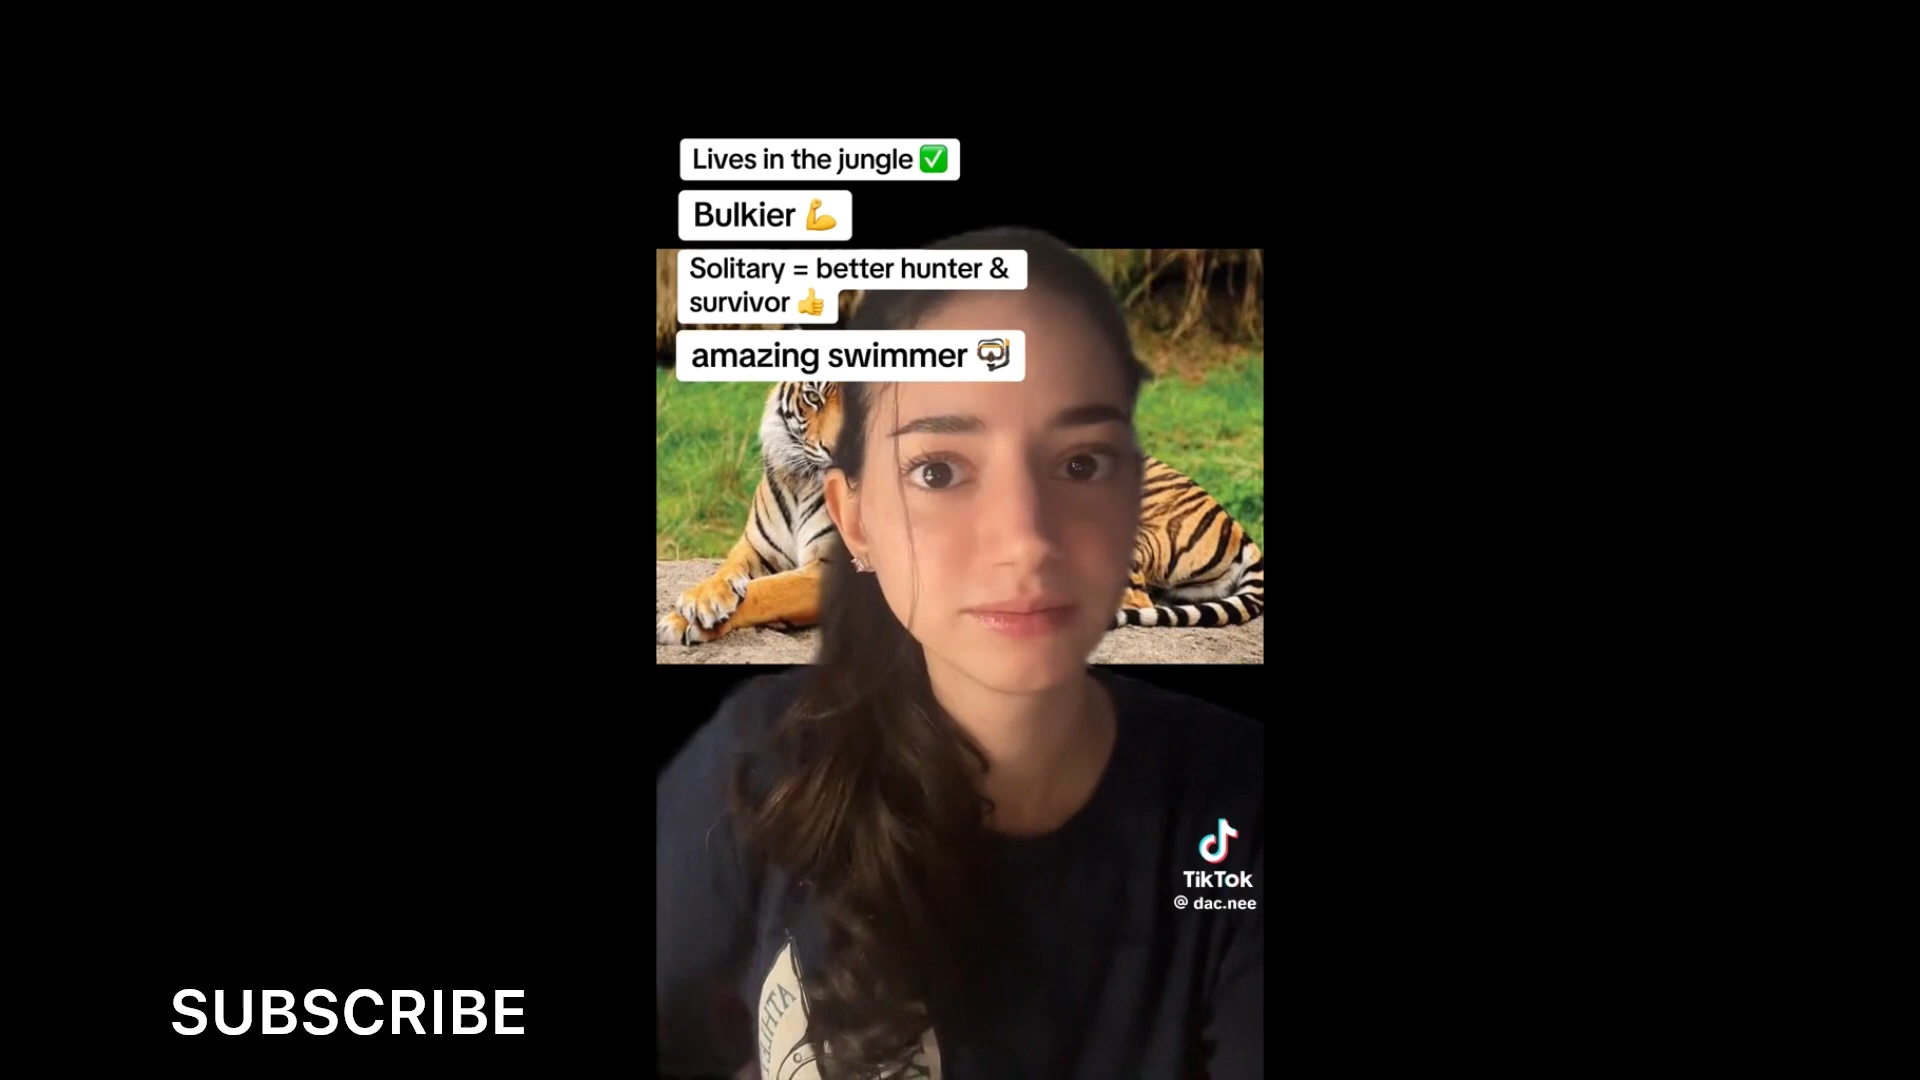 Lives in the jungle ✅
Bulkier 💪
Solitary = better hunter &
survivor 👍
amazing swimmer 🤿
TikTok
@ dac.nee
SUBSCRIBE